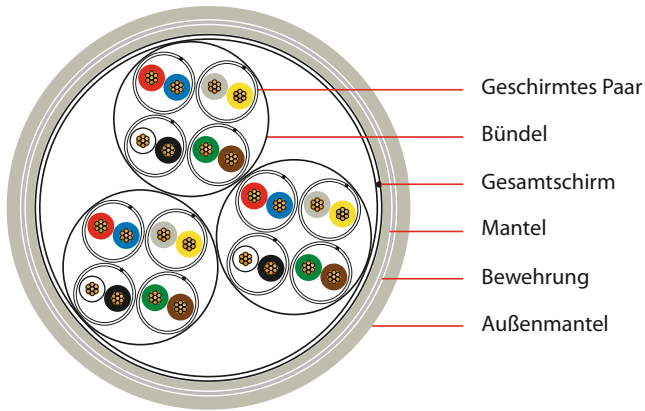 Geschirmtes Paar
Bündel
Gesamtschirm
Mantel
Bewehrung
Außenmantel